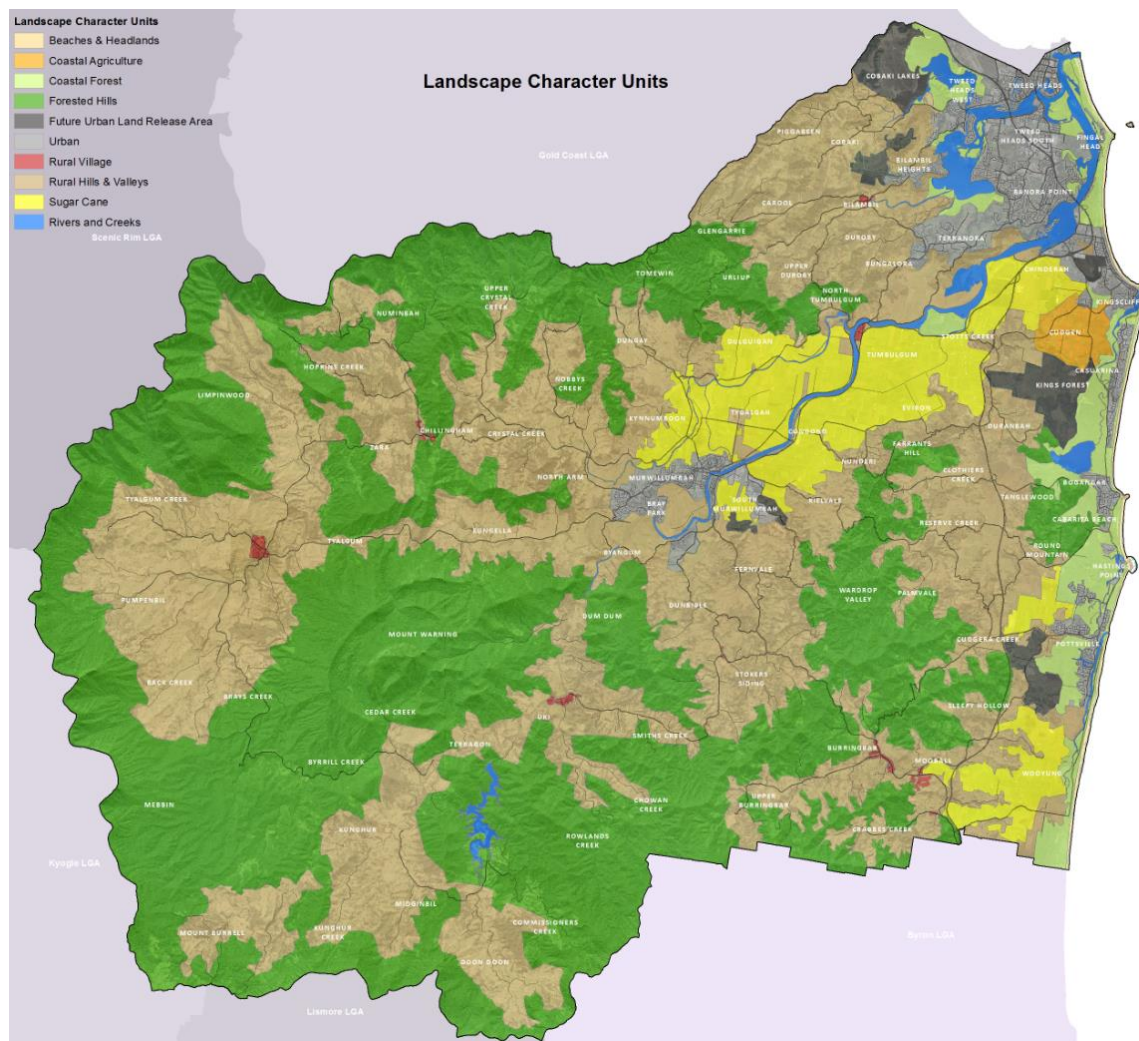 Landscape Character Units
Beaches & Headlands
Coastal Agriculture
Coastal Forest
Forested Hills
Future Urban Land Release Area
Urban
Rural Village
Rural Hills & Valleys
Sugar Cane
Rivers and Creeks
Landscape Character Units
Gold Coast LGA
Scenic Rim LGA
COBAKI LAKES
TWEED
HEADS
WEST
TWEED HEADS
PIGGABEEN
COBAKI
TWEED
HEADS SOUTH
FINGAL
HEAD
BILAMBIL
HEIGHTS
BANORA POINT
CAROOL
BILAMBIL
GLENGARRIE
DUROBY
TERRANORA
TOMEWIN
URLIUP
UPPER
DUROBY
BUNGALORA
CHINDERAH
UPPER
CRYSTAL
CREEK
NORTH
TUMBULGUM
KINGSCLIFF
NUMINBAH
DUNGAY
DULGUIGAN
TUMBULGUM
STOTTS CREEK
CUDGEN
HOPKINS CREEK
HOBBYS
CREEK
CASUARINA
KINGS FOREST
LIMPINWOOD
KYNNUMBOON
TYGALGAH
EVIRON
CHILLINGHAM
CRYSTAL CREEK
CONDONG
DURANBAH
ZARA
NUNDERI
FARRANTS
HILL
CLOTHIERS
CREEK
NORTH ARM
MURWILLUMBAH
BOGANGAR
TYALGUM CREEK
BRAY
PARK
SOUTH
MURWILLUMBAH
KIELVALE
TANGLEWOOD
CABARITA BEACH
EUNGELLA
RESERVE CREEK
TYALGUM
BYANGUM
ROUND
MOUNTAIN
HASTINGS
POINT
FERNVALE
PUMPENBIL
WARDROP
VALLEY
PALMVALE
DUNBIBLE
DUM DUM
MOUNT WARNING
CUDGERA CREEK
POTTSVILLE
STOKERS
SIDING
BACK CREEK
BRAYS CREEK
SLEEPY HOLLOW
CEDAR CREEK
UKI
SMITHS CREEK
TERRAGON
BURRINGBAR
BYRRILL CREEK
MOOBALL
WOOYUNG
MEBBIN
UPPER
BURRINGBAR
CHOWAN
CREEK
KUNGHUR
ROWLANDS
CREEK
CRABBES CREEK
Kyogle LGA
MIDGINBIL
MOUNT BURRELL
KUNGHUR
CREEK
COMMISSIONERS
CREEK
Byron LGA
DOON DOON
Lismore LGA